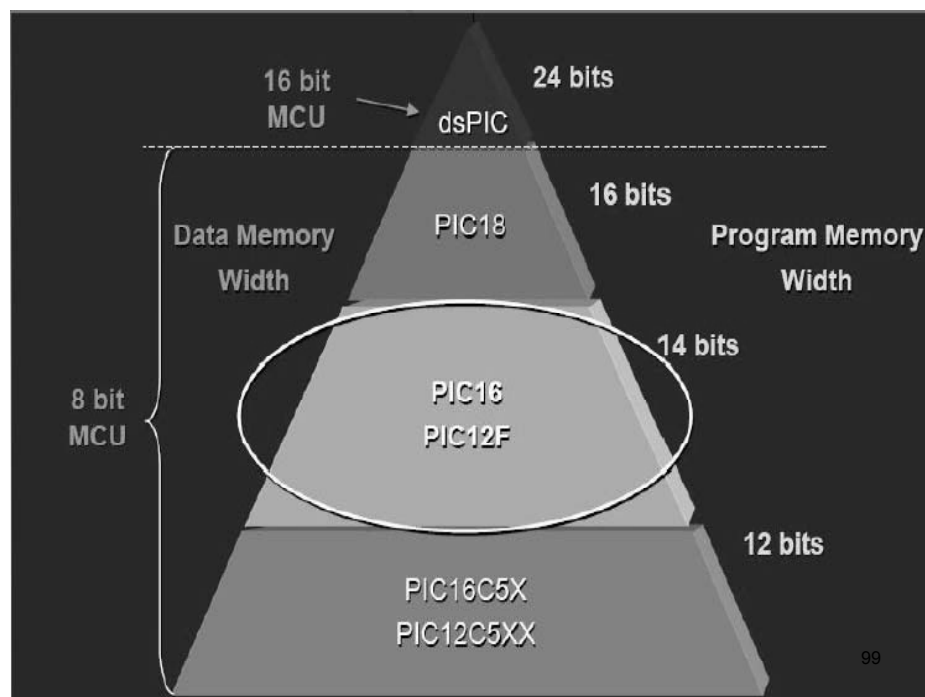 16 bit
MCU
24 bits
dsPIC
16 bits
PIC18
Data Memory
Width
Program Memory
Width
14 bits
PIC16
PIC12F
8 bit
MCU
12 bits
PIC16C5X
PIC12C5XX
99